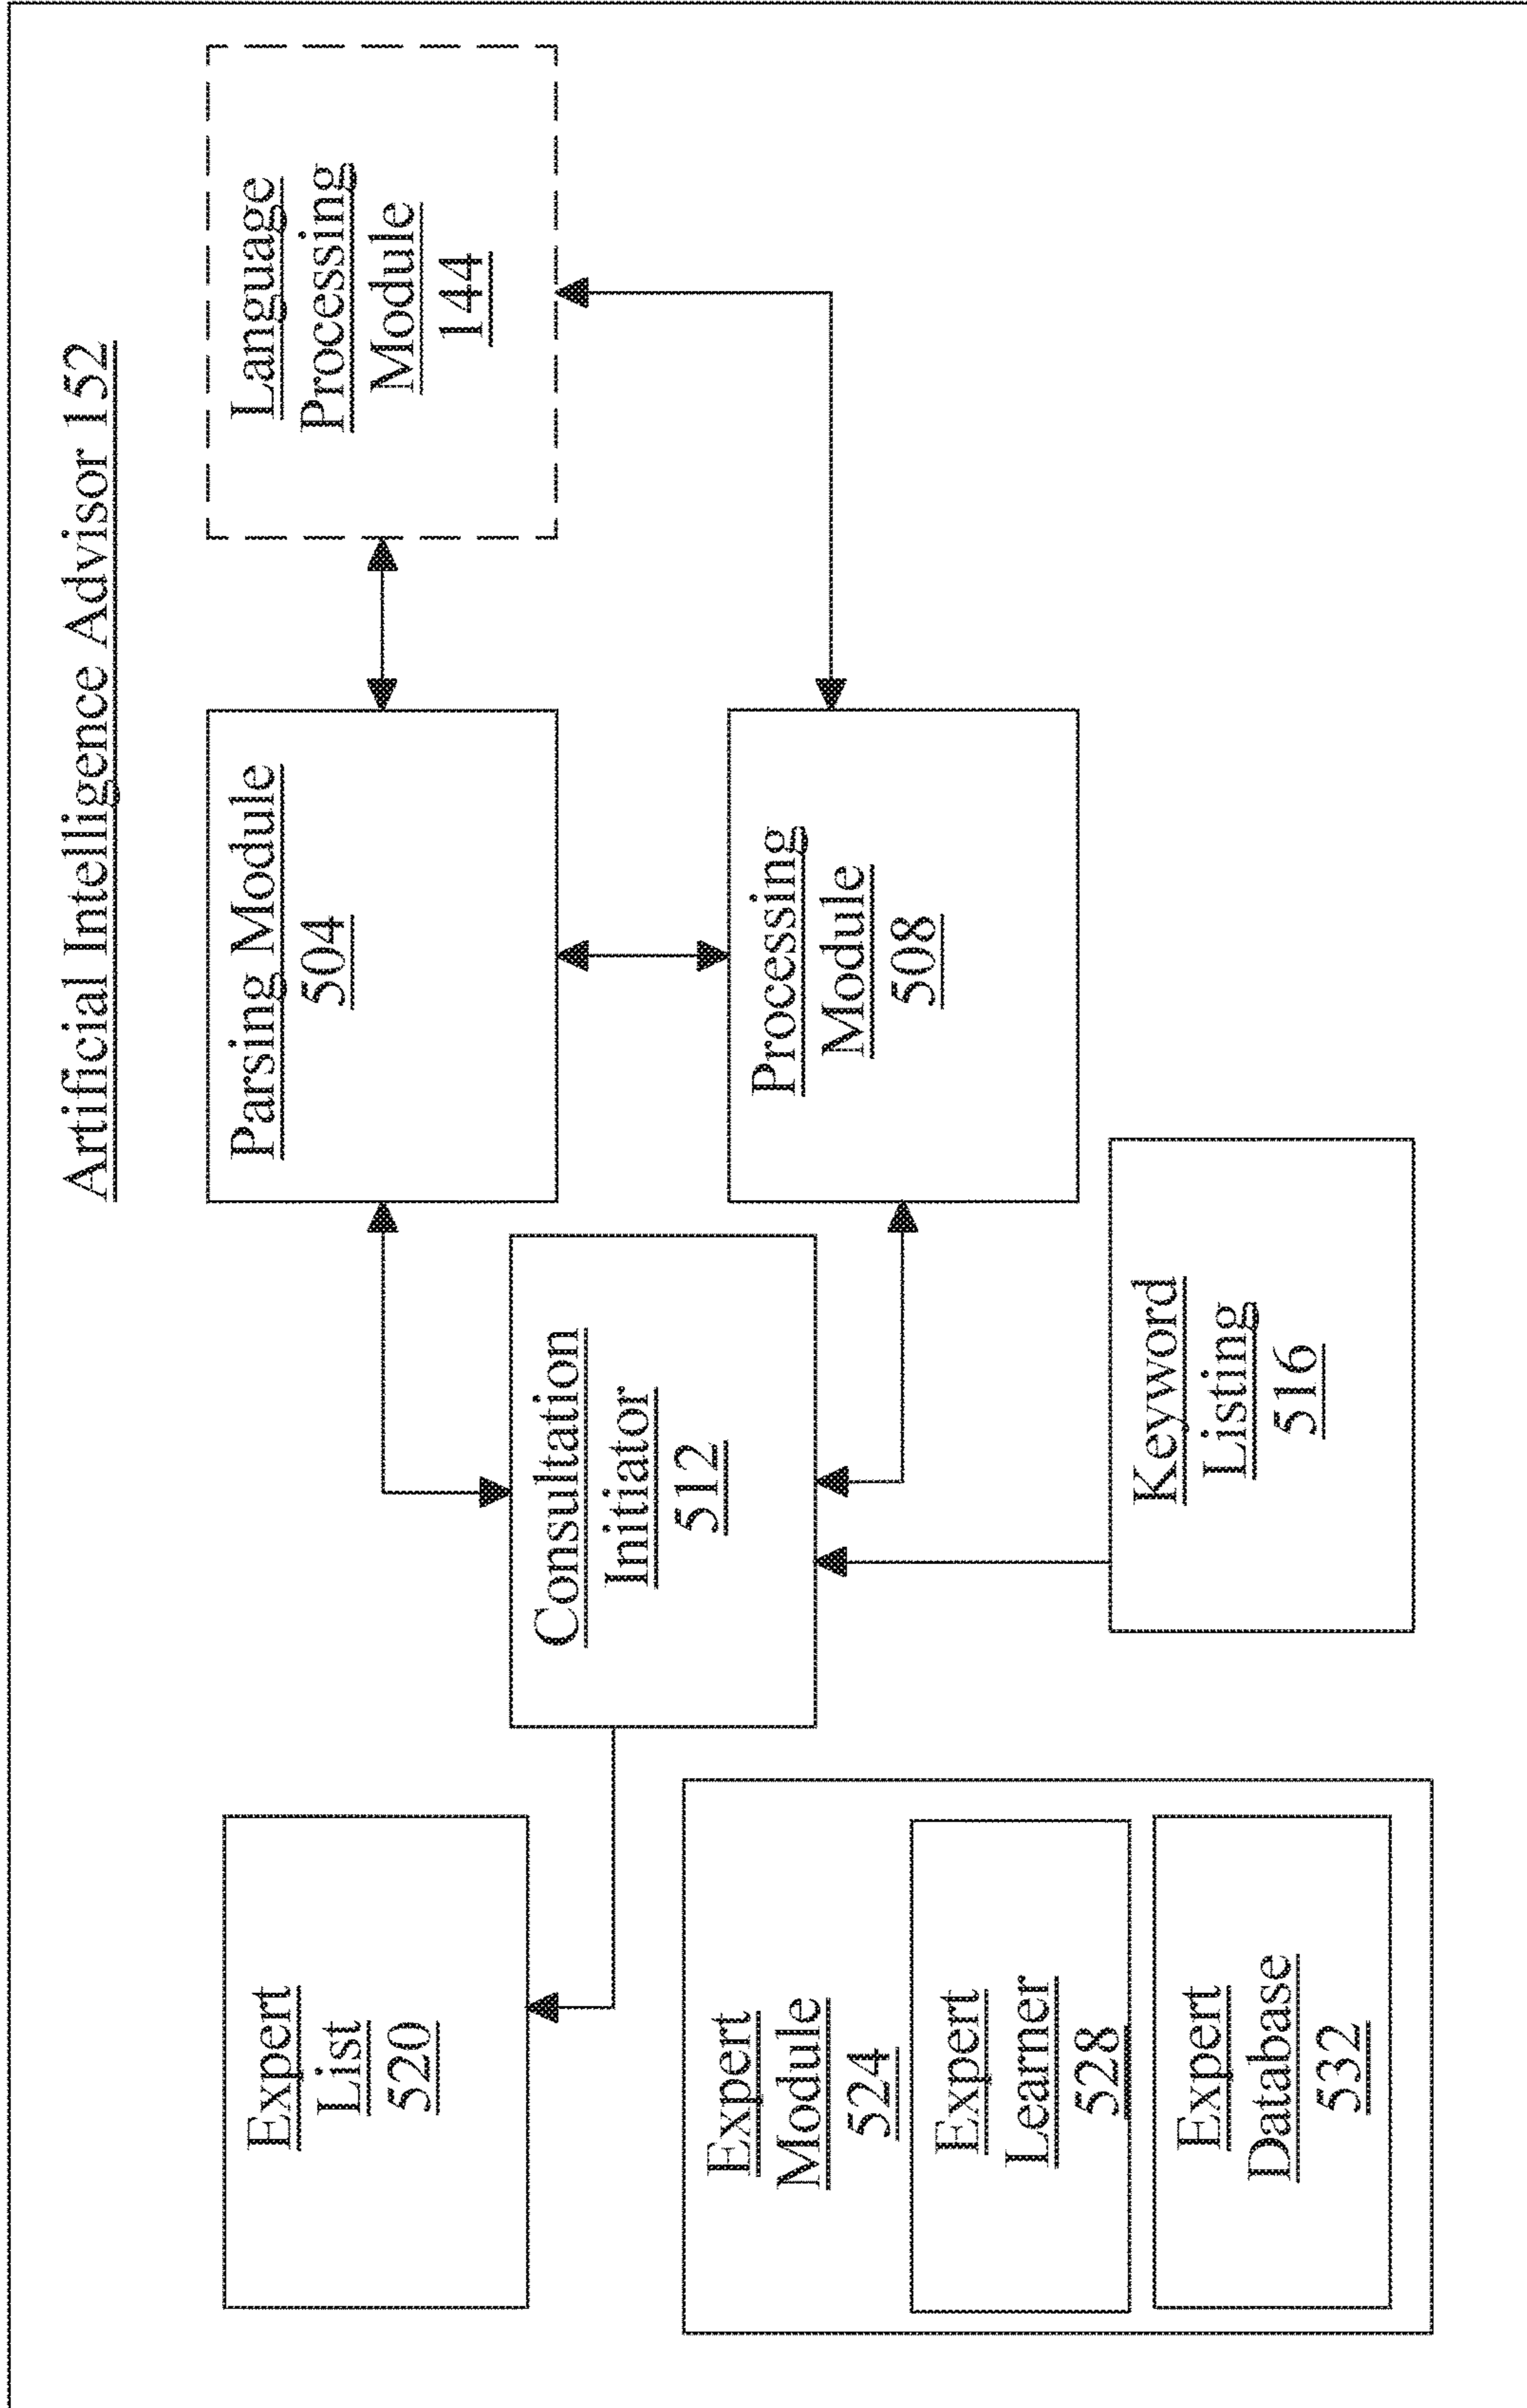 Artificial Intelligence Advisor 152
Expert
List
520
Parsing Module
504
Language
Processing
Module
144
Consultation
Initiator
512
Expert
Module
524
Expert
Learner
528
Expert
Database
532
Processing
Module
508
Keyword
Listing
516